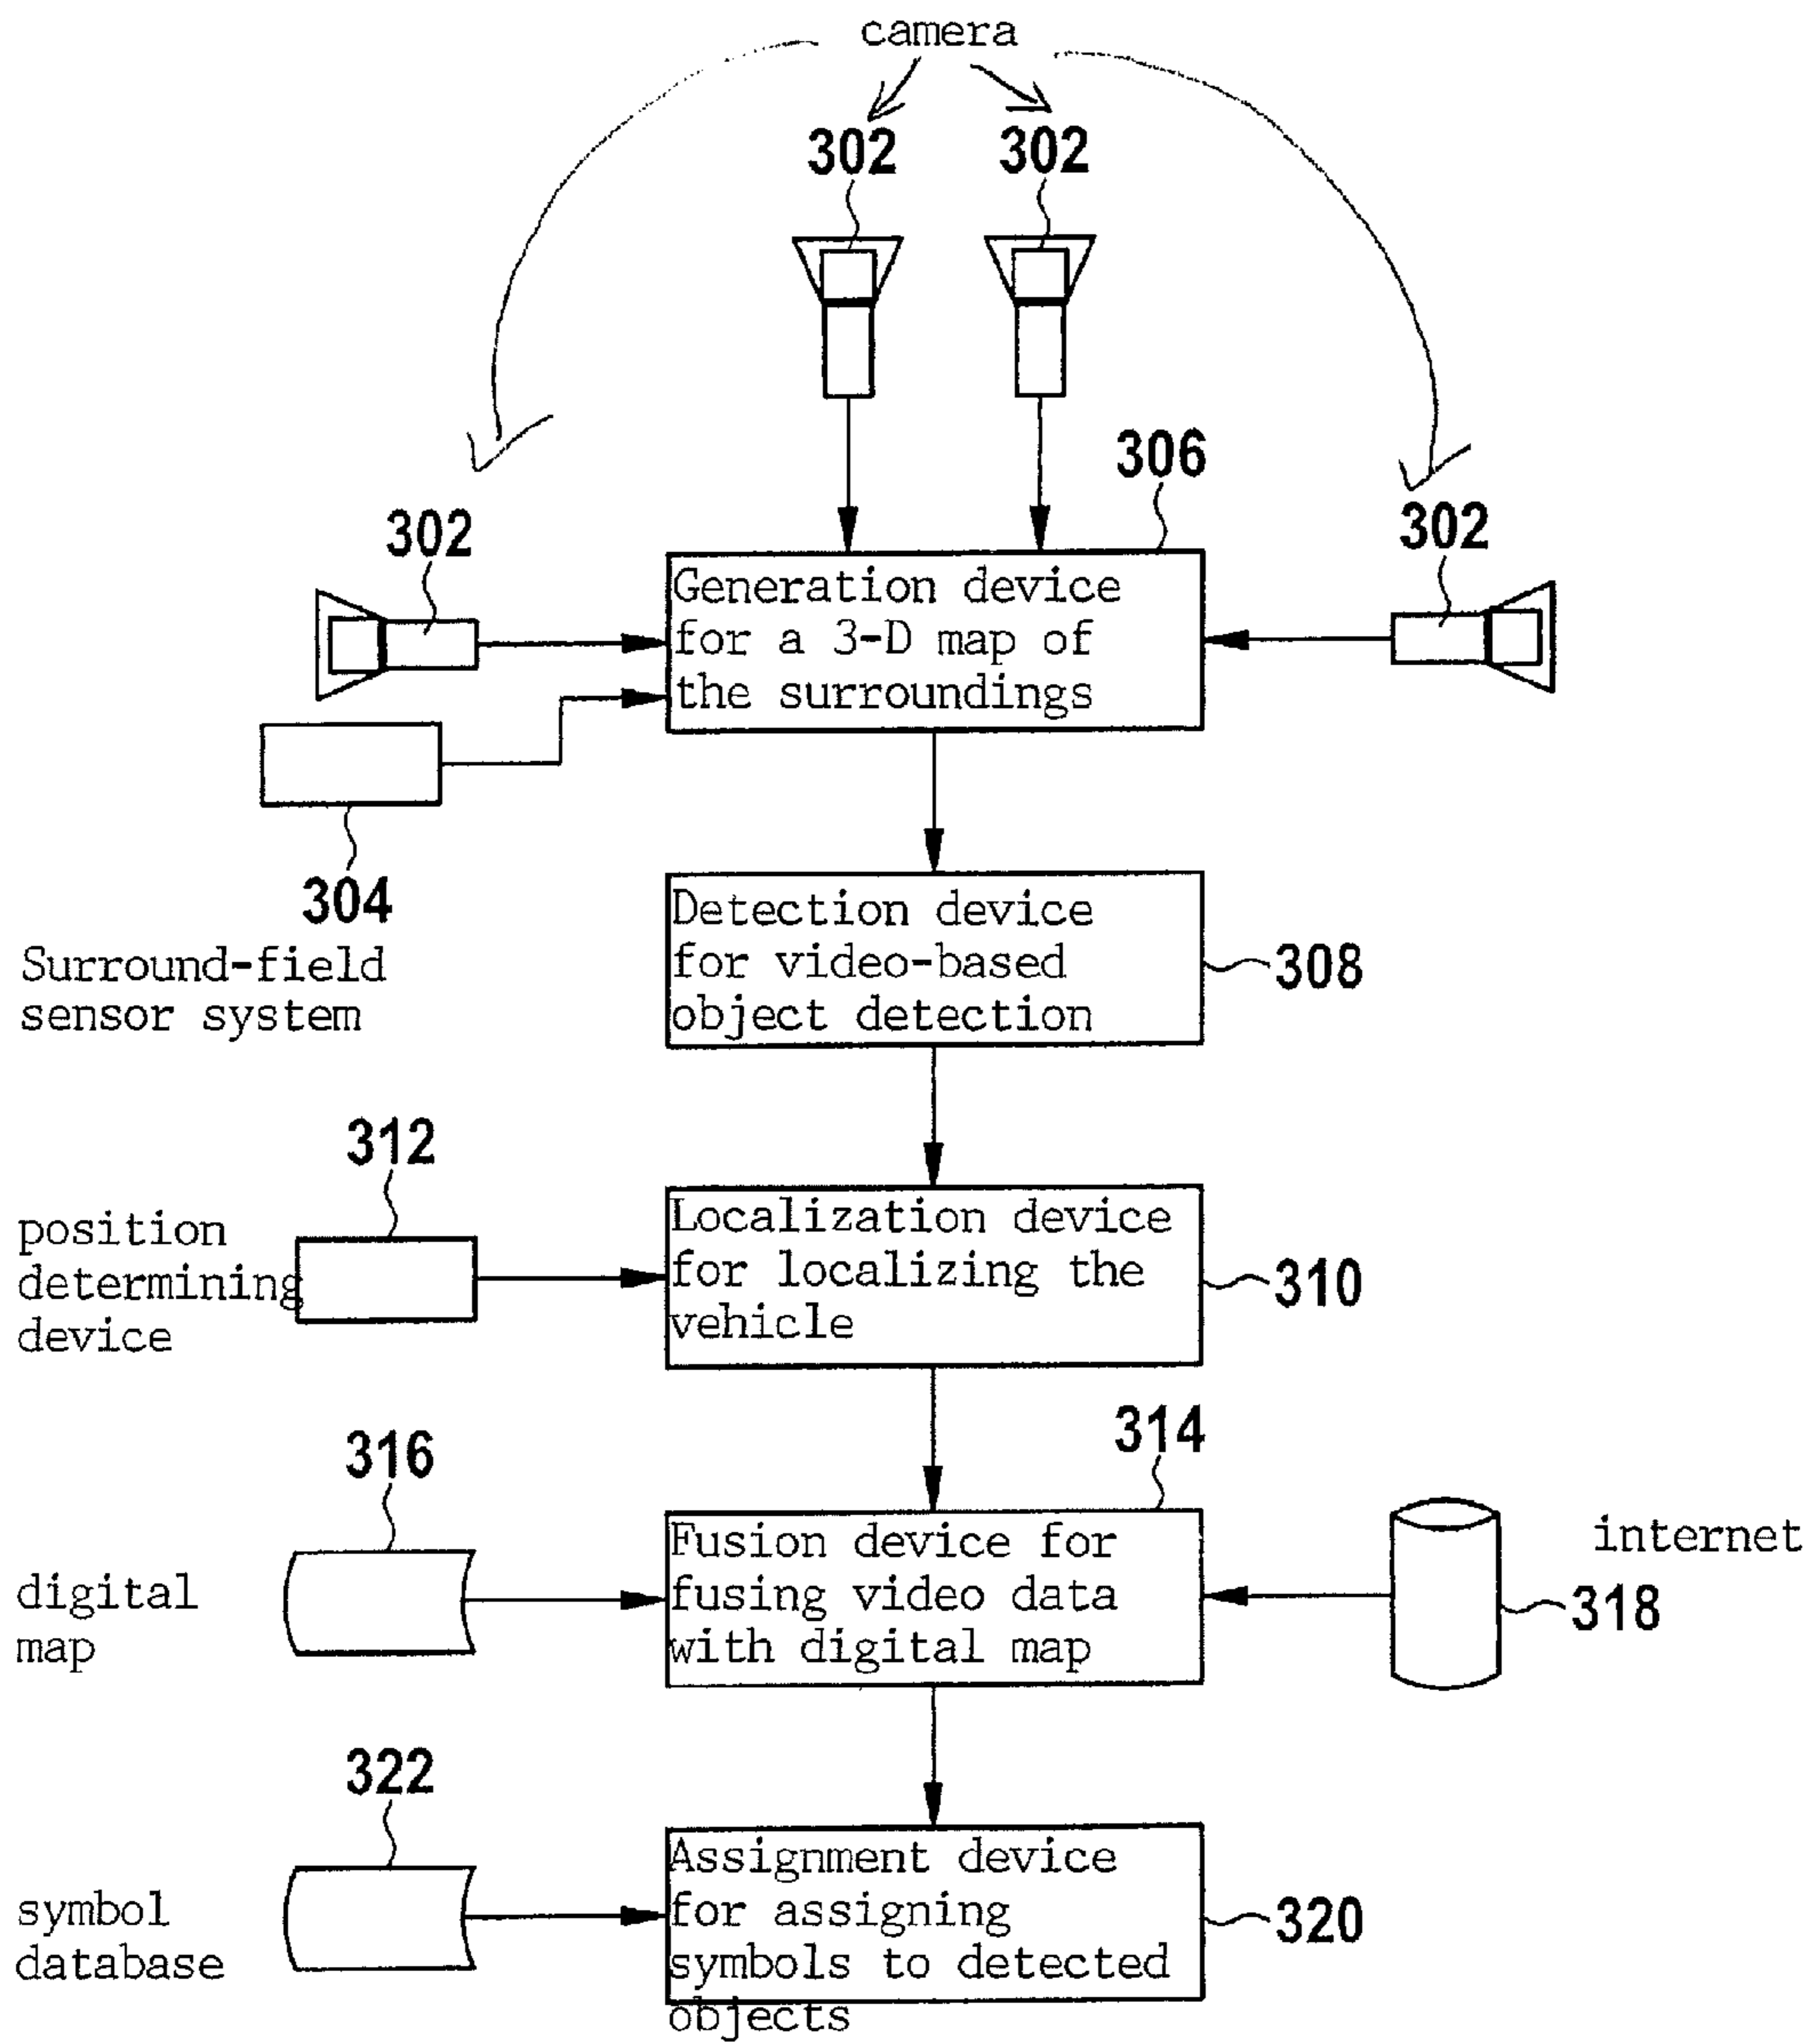 camera
302
302
306
302
302
Generation device
for a 3-D map of
the surroundings
304
Surround-field
sensor system
Detection device
for video-based
object detection
308
312
position
determining
device
Localization device
for localizing the
vehicle
310
314
316
digital
map
Fusion device for
fusing video data
with digital map
internet
318
322
symbol
database
Assignment device
for assigning
symbols to detected
objects
320